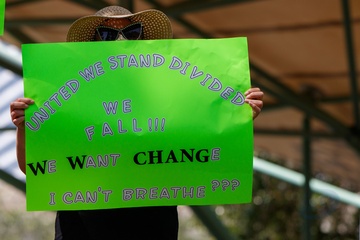 UNITED WE STAND DIVIDED
WE
FALL!!!
WE WANT CHANGE
I CAN'T BREATHE ???